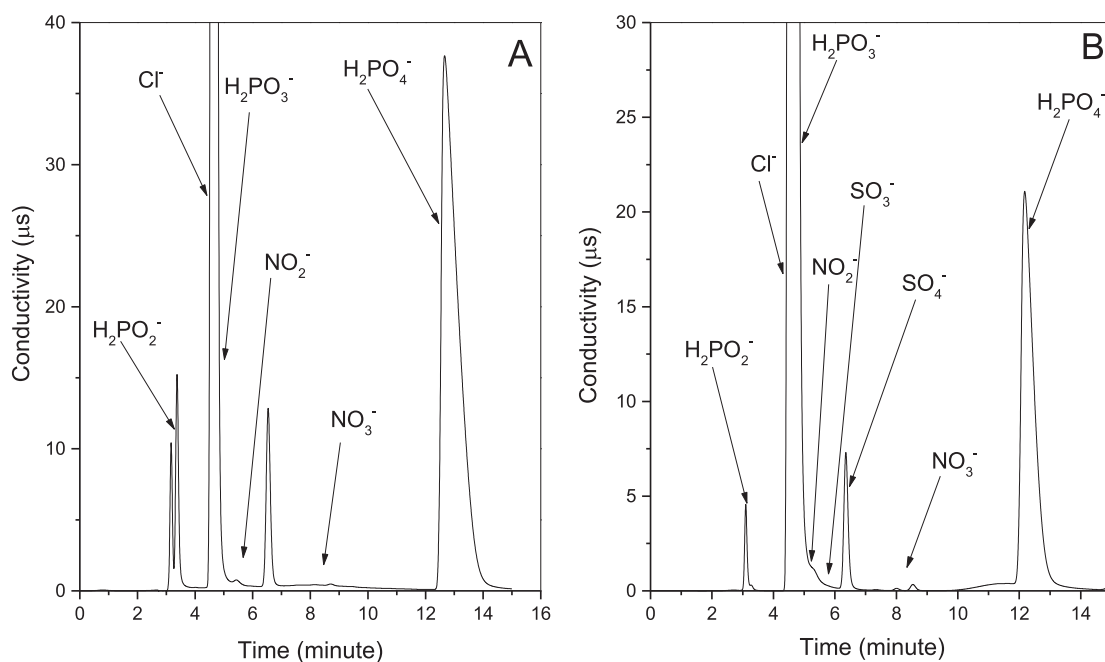 A
Conductivity (μs)
40
30
20
10
0
Cl⁻
H₂PO₃⁻
H₂PO₄⁻
NO₂⁻
H₂PO₂⁻
NO₃⁻
0 2 4 6 8 10 12 14 16
Time (minute)
B
Conductivity (μs)
30
25
20
15
10
5
0
H₂PO₃⁻
H₂PO₄⁻
Cl⁻
SO₃⁻
NO₂⁻
SO₄⁻
H₂PO₂⁻
NO₃⁻
0 2 4 6 8 10 12 14
Time (minute)